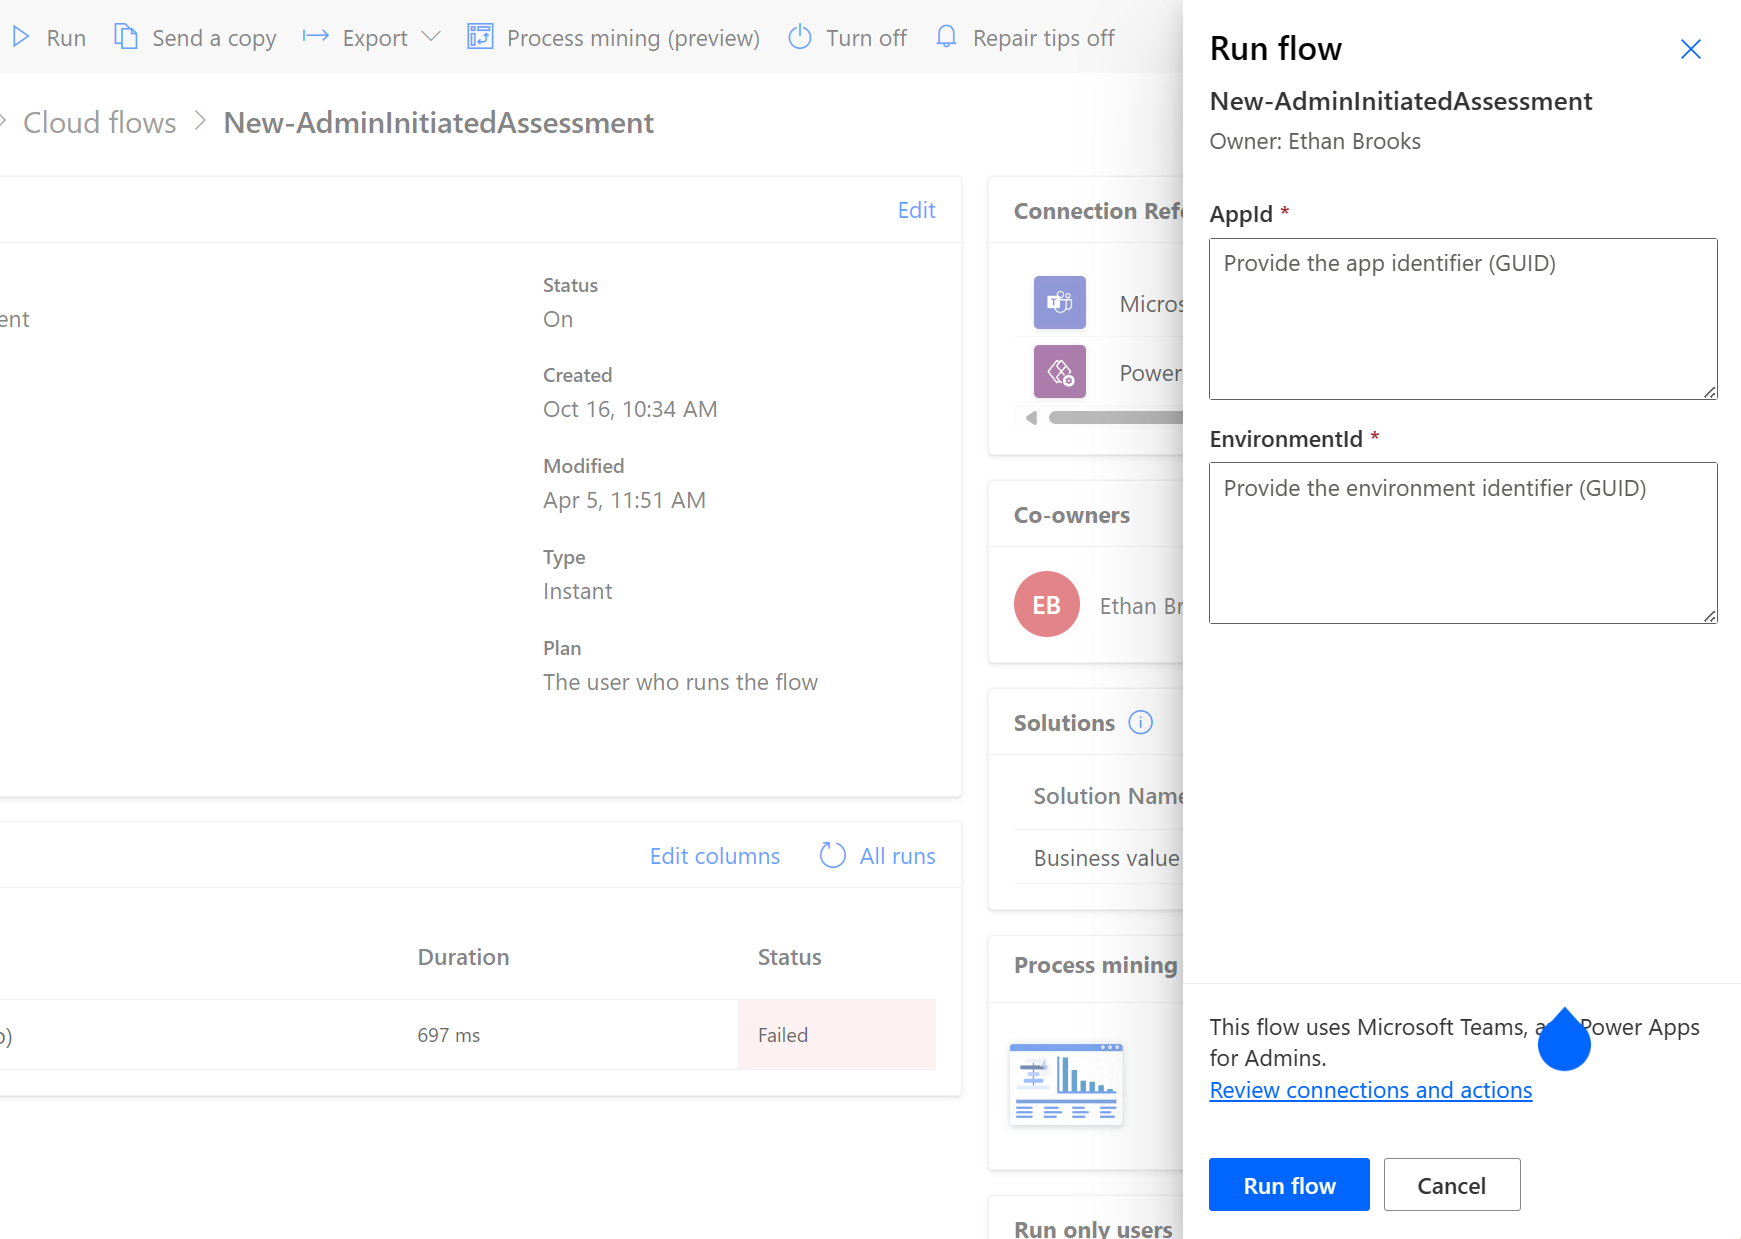 Run
Send a copy
Export
Process mining (preview)
Turn off
Repair tips off
Cloud flows
New-AdminInitiatedAssessment
Edit
ent
Status
On
Created
Oct 16, 10:34 AM
Modified
Apr 5, 11:51 AM
Type
Instant
Plan
The user who runs the flow
Edit columns
All runs
Duration
Status
697 ms
Failed
Connection Refe
Micros
Power
Co-owners
EB
Ethan Br
Solutions
Solution Name
Business value
Process mining
Run only users
Run flow
New-AdminInitiatedAssessment
Owner: Ethan Brooks
AppId *
Provide the app identifier (GUID)
EnvironmentId *
Provide the environment identifier (GUID)
This flow uses Microsoft Teams, Power Apps
for Admins.
Review connections and actions
Run flow
Cancel